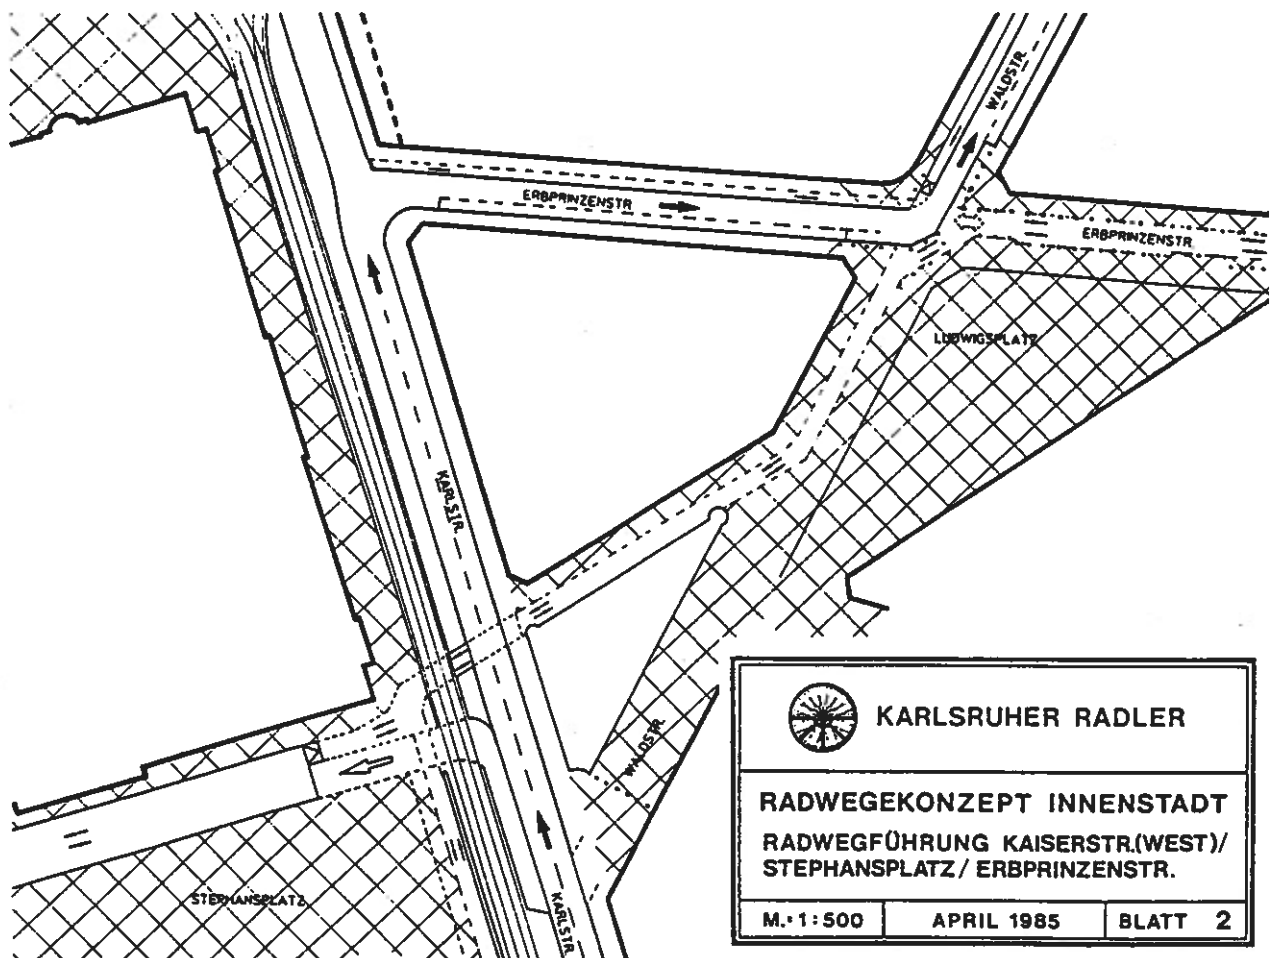 WALDSTR.
ERBPRINZENSTR
ERBPRINZENSTR
LUDWIGSPLATZ
KARLSTR.
WALDSTR.
STEPHANSPLATZ
KARLSTR.
KARLSRUHER RADLER
RADWEGEKONZEPT INNENSTADT
RADWEGFÜHRUNG KAISERSTR.(WEST)/
STEPHANSPLATZ/ ERBPRINZENSTR.
M.: 1:500 APRIL 1985 BLATT 2